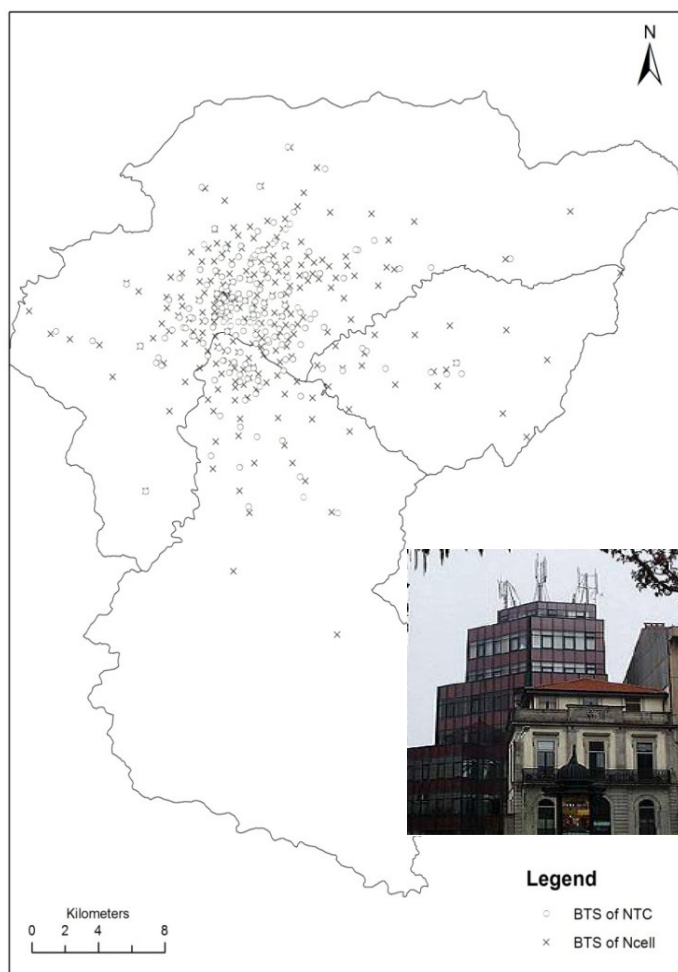 N
Kilometers
0 2 4 8
Legend
BTS of NTC
BTS of Ncell